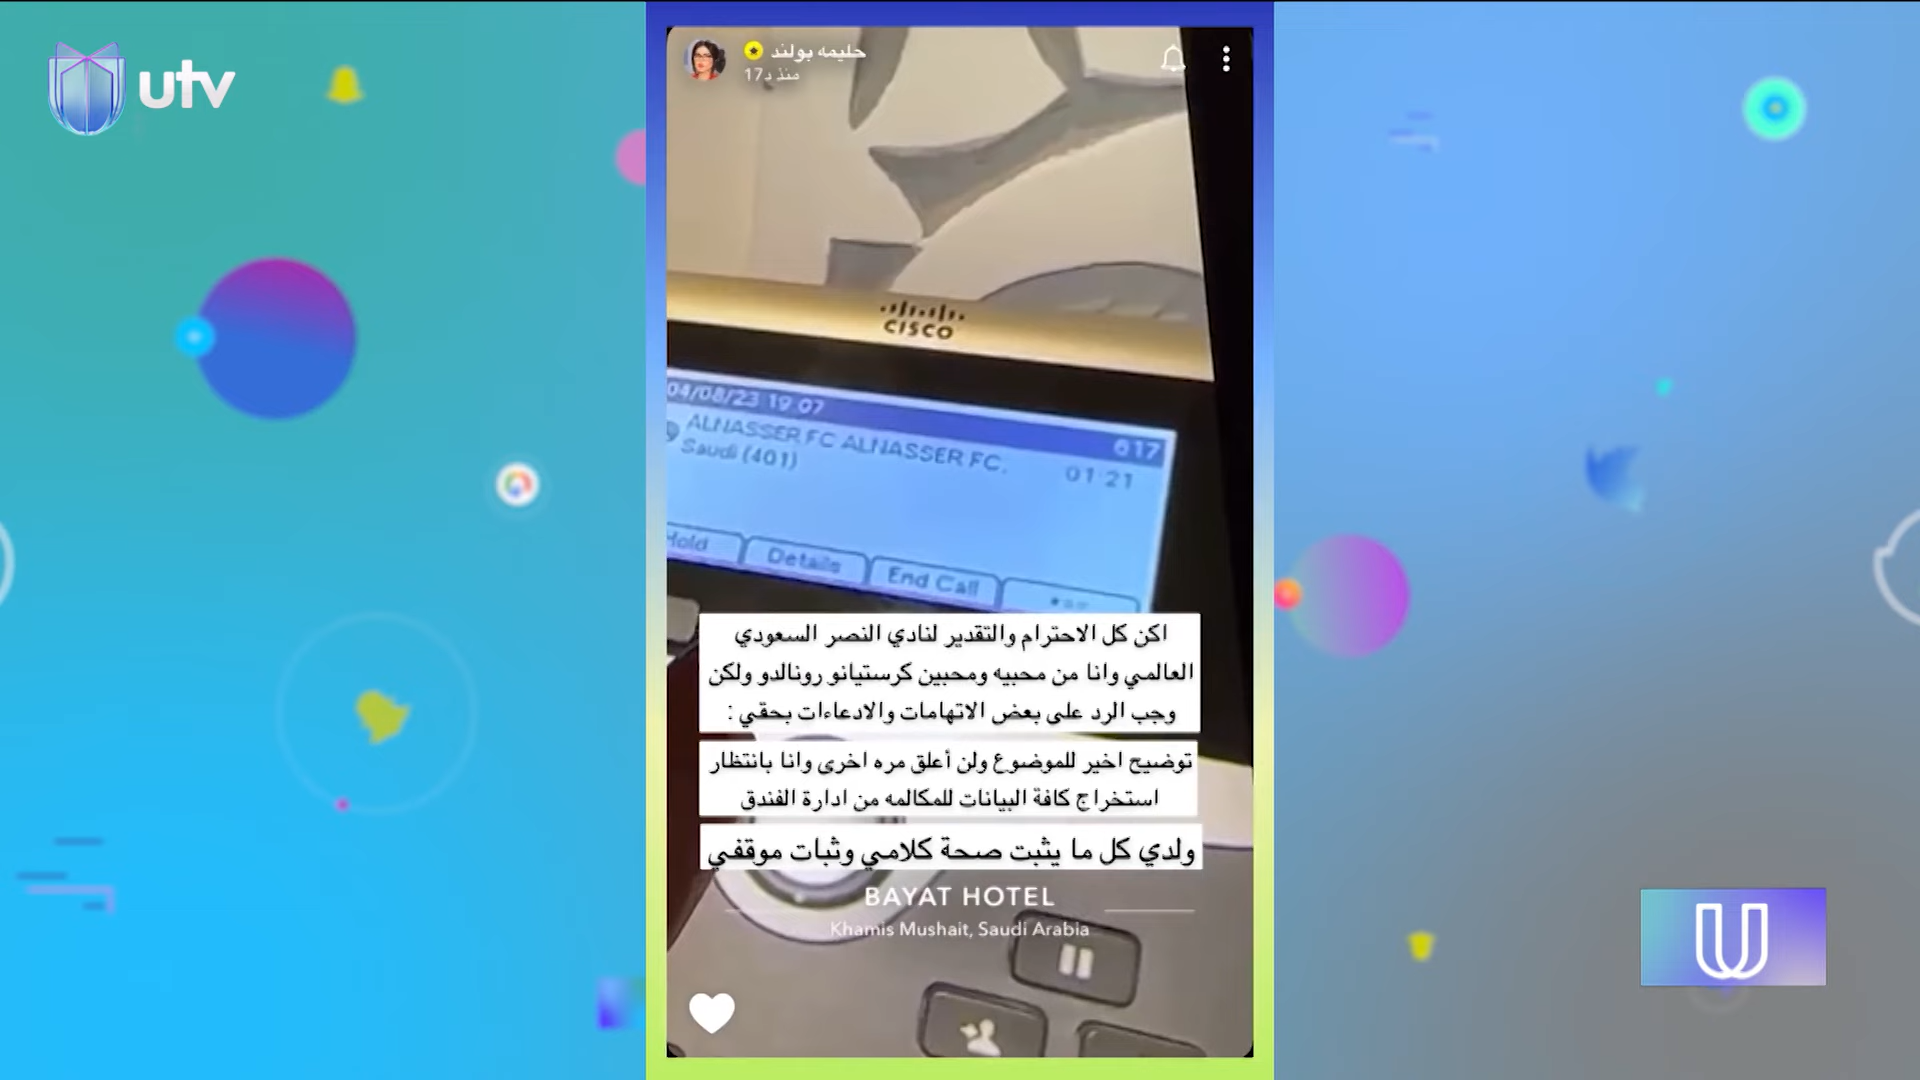 utv
حليمه بولند
منذ 17د
CISCO
04/08/23 19:07
617
ALNASSER FC ALNASSER FC.
01:21
Saudi (401)
Hold
Details
End Call
اكن كل الاحترام والتقدير لنادي النصر السعودي
العالمي وانا من محبيه ومحبين كرستيانو رونالدو ولكن
وجب الرد على بعض الاتهامات والادعاءات بحقي :
توضيح اخير للموضوع ولن أعلق مره اخرى وانا بانتظار
استخراج كافة البيانات للمكالمه من ادارة الفندق
ولدي كل ما يثبت صحة كلامي وثبات موقفي
BAYAT HOTEL
Khamis Mushait, Saudi Arabia
U